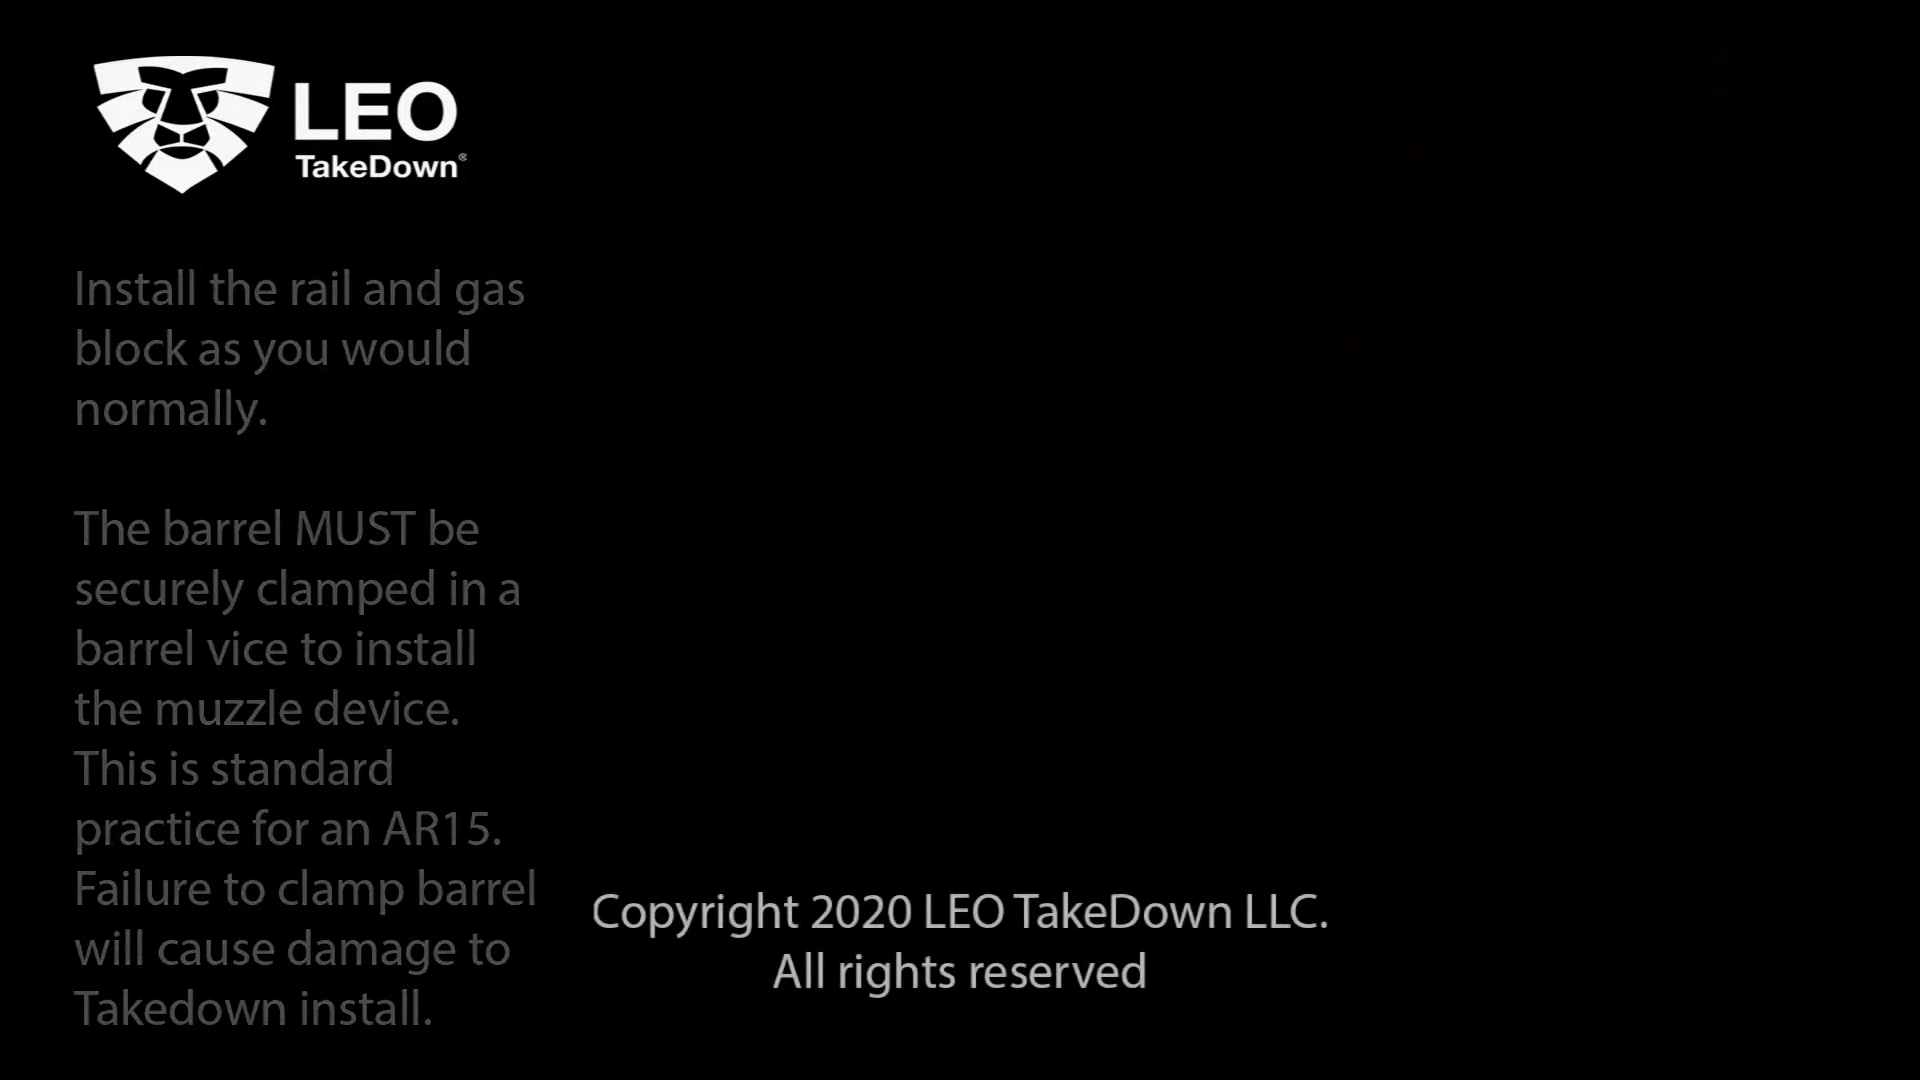 LEO
TakeDown®
Install the rail and gas
block as you would
normally.
The barrel MUST be
securely clamped in a
barrel vice to install
the muzzle device.
This is standard
practice for an AR15.
Failure to clamp barrel
will cause damage to
Takedown install.
Copyright 2020 LEO TakeDown LLC.
All rights reserved